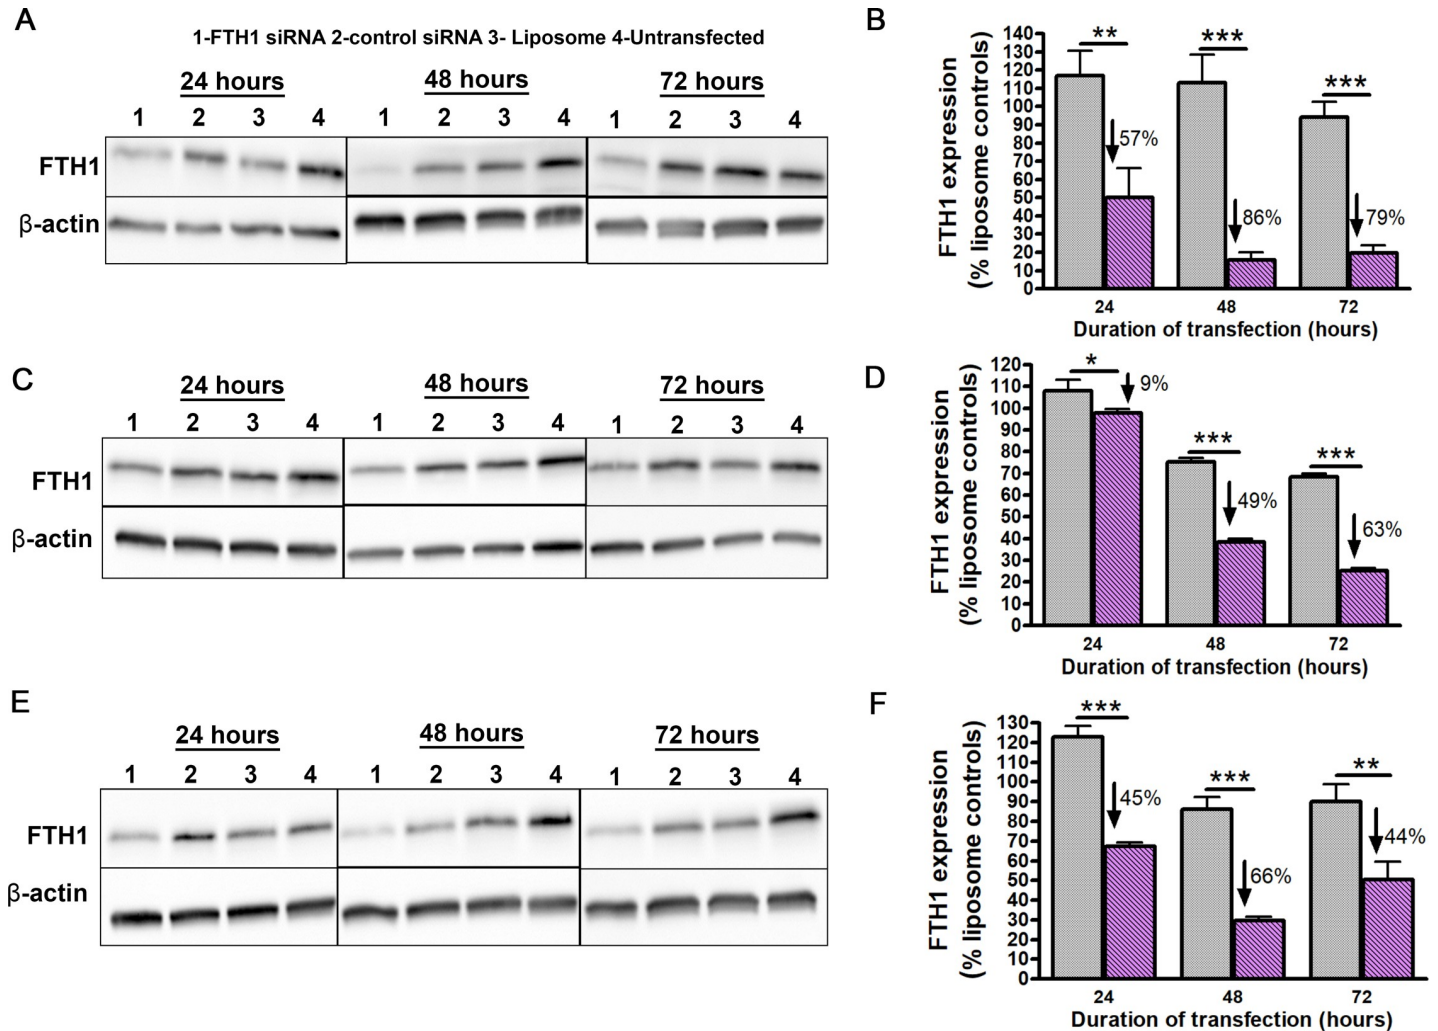 A
1-FTH1 siRNA 2-control siRNA 3- Liposome 4-Untransfected
24 hours 48 hours 72 hours
1 2 3 4 1 2 3 4 1 2 3 4
FTH1
β-actin
B
FTH1 expression
(% liposome controls)
140
130
120
110
100
90
80
70
60
50
40
30
20
10
0
** *** ***
57% 86% 79%
24 48 72
Duration of transfection (hours)
C
24 hours 48 hours 72 hours
1 2 3 4 1 2 3 4 1 2 3 4
FTH1
β-actin
D
FTH1 expression
(% liposome controls)
120
110
100
90
80
70
60
50
40
30
20
10
0
* *** ***
9% 49% 63%
24 48 72
Duration of transfection (hours)
E
24 hours 48 hours 72 hours
1 2 3 4 1 2 3 4 1 2 3 4
FTH1
β-actin
F
FTH1 expression
(% liposome controls)
130
120
110
100
90
80
70
60
50
40
30
20
10
0
*** *** **
45% 66% 44%
24 48 72
Duration of transfection (hours)